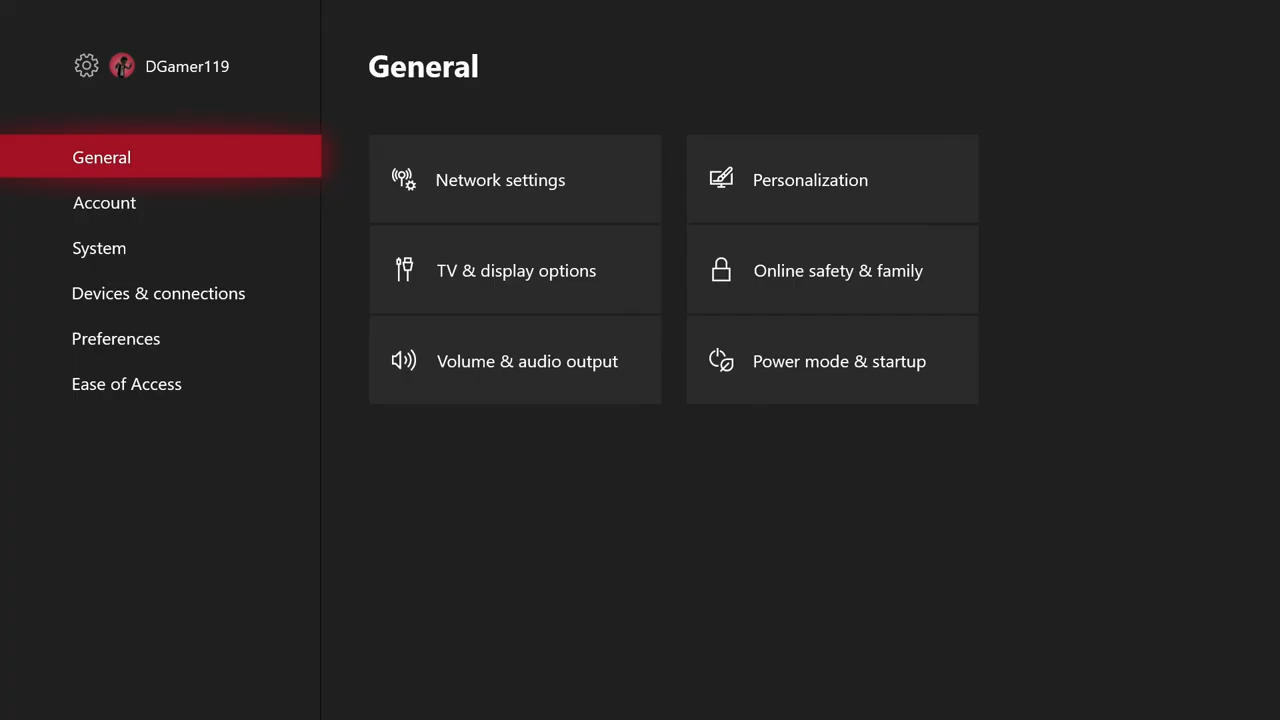 DGamer119
General
Account
System
Devices & connections
Preferences
Ease of Access
General
Network settings
Personalization
TV & display options
Online safety & family
Volume & audio output
Power mode & startup